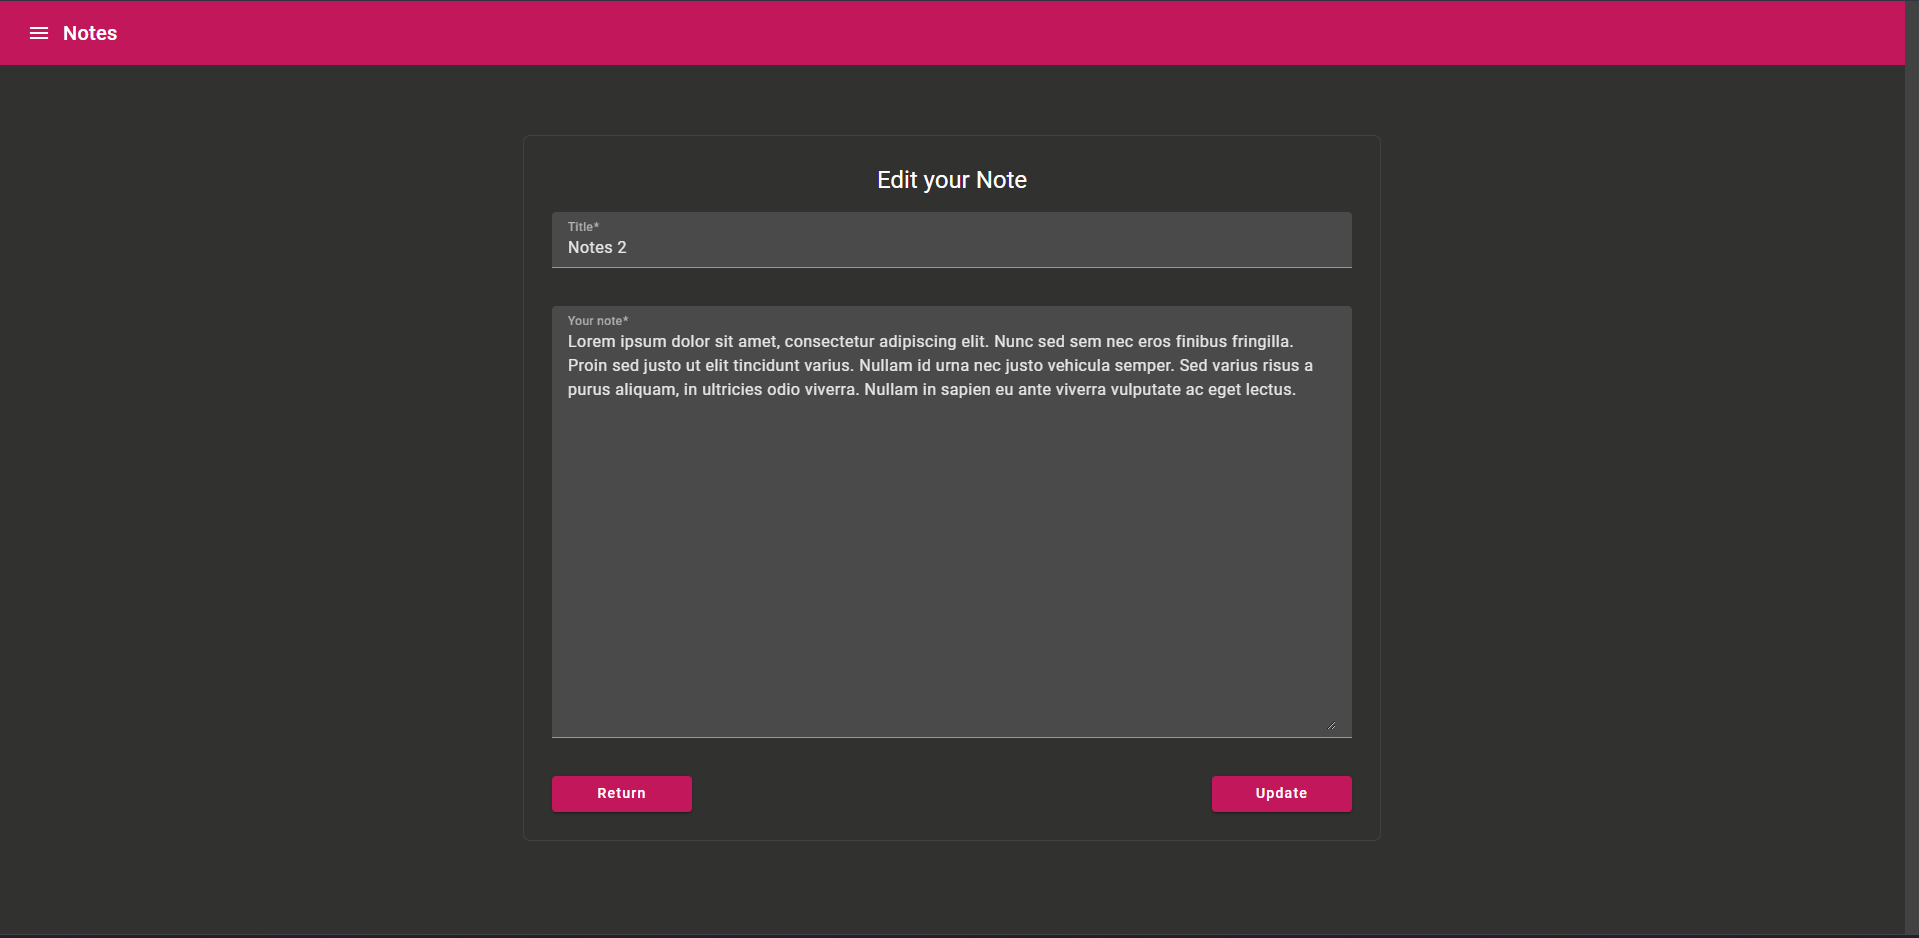 Notes
Edit your Note
Title*
Notes 2
Your note*
Lorem ipsum dolor sit amet, consectetur adipiscing elit. Nunc sed sem nec eros finibus fringilla.
Proin sed justo ut elit tincidunt varius. Nullam id urna nec justo vehicula semper. Sed varius risus a
purus aliquam, in ultricies odio viverra. Nullam in sapien eu ante viverra vulputate ac eget lectus.
Return
Update